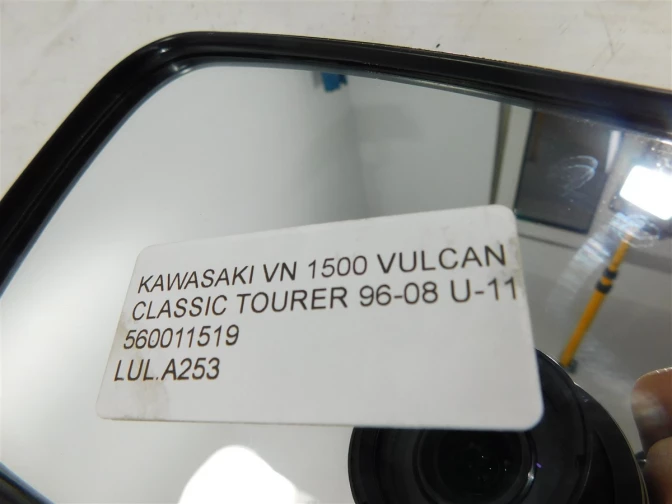 KAWASAKI VN 1500 VULCAN
CLASSIC TOURER 96-08 U-11
560011519
LUL.A253